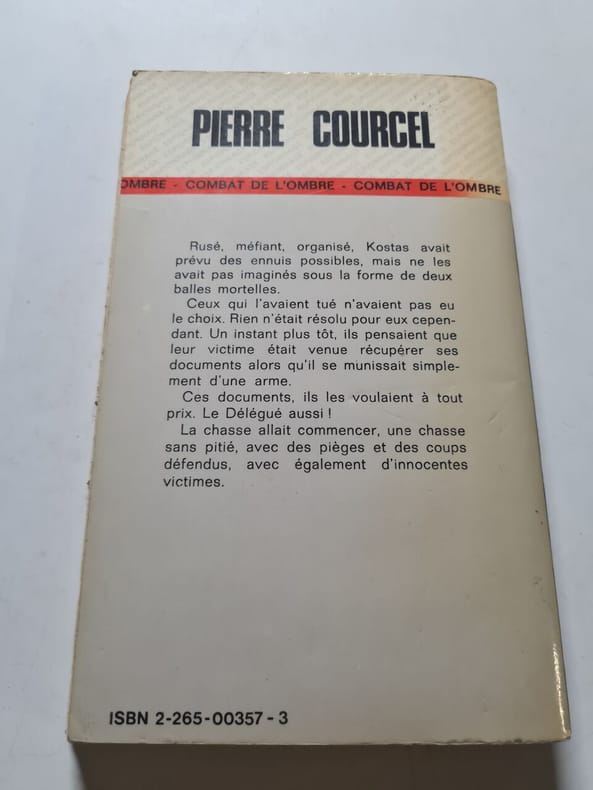 PIERRE COURCEL
OMBRE - COMBAT DE L'OMBRE - COMBAT DE L'OMBRE
Rusé, méfiant, organisé, Kostas avait
prévu des ennuis possibles, mais ne les
avait pas imaginés sous la forme de deux
balles mortelles.
Ceux qui l'avaient tué n'avaient pas eu
le choix. Rien n'était résolu pour eux cepen-
dant. Un instant plus tôt, ils pensaient que
leur victime était venue récupérer ses
documents alors qu'il se munissait simple-
ment d'une arme.
Ces documents, ils les voulaient à tout
prix. Le Délégué aussi !
La chasse allait commencer, une chasse
sans pitié, avec des pièges et des coups
défendus, avec également d'innocentes
victimes.
ISBN 2-265-00357-3